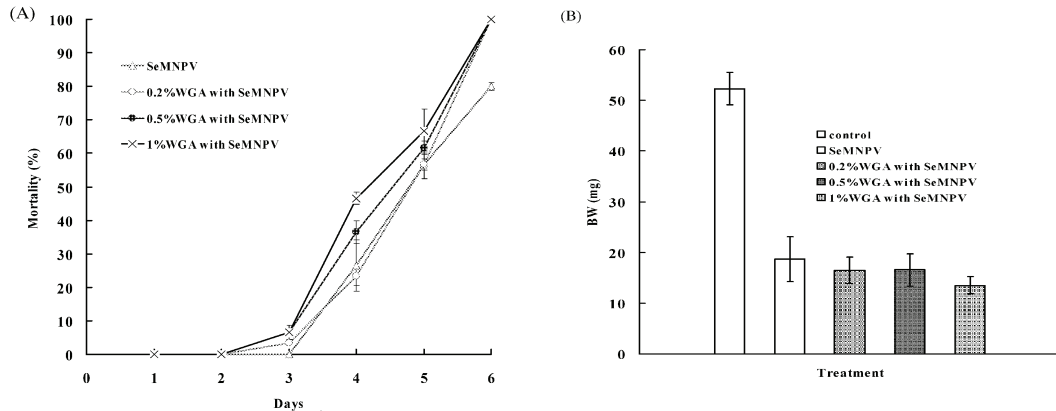 (A)
Mortality (%)
100
90
80
70
60
50
40
30
20
10
0
SeMNPV
0.2%WGA with SeMNPV
0.5%WGA with SeMNPV
1%WGA with SeMNPV
0 1 2 3 4 5 6
Days
(B)
BW (mg)
60
50
40
30
20
10
0
control
SeMNPV
0.2%WGA with SeMNPV
0.5%WGA with SeMNPV
1%WGA with SeMNPV
Treatment